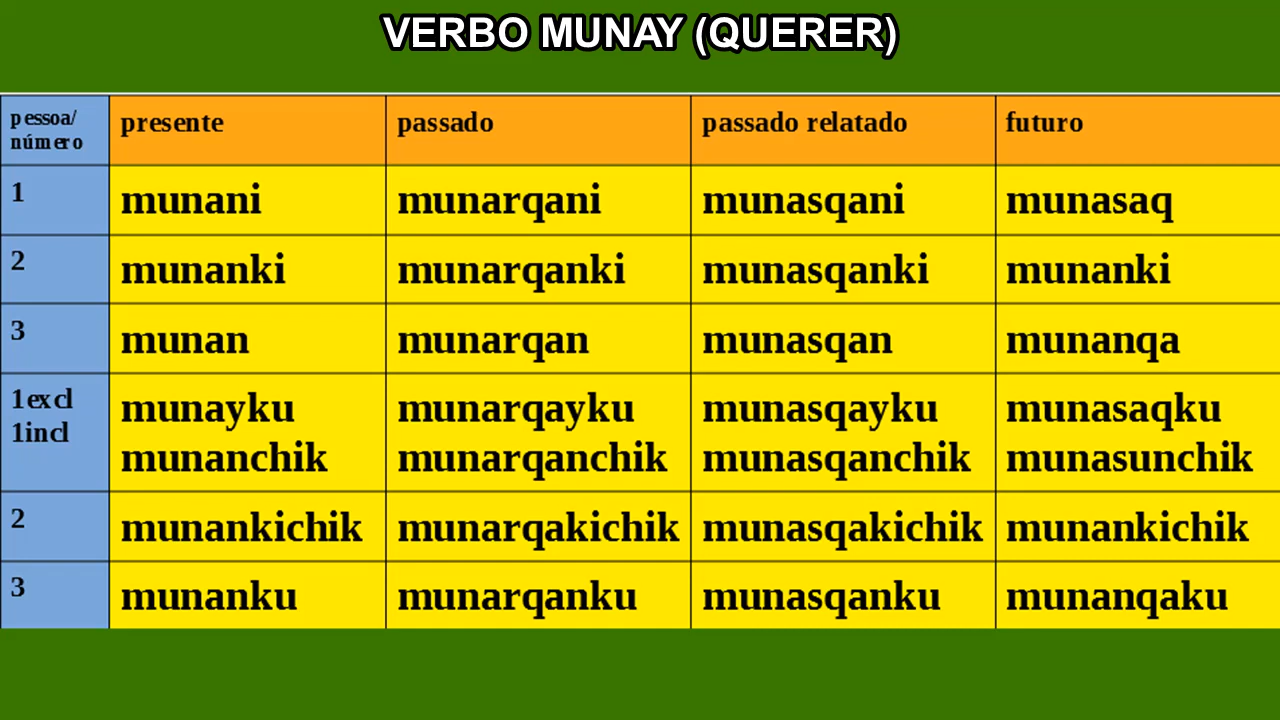 VERBO MUNAY (QUERER)
pessoa/ presente passado passado relatado futuro
número
1 munani munarqani munasqani munasaq
2 munanki munarqanki munasqanki munanki
3 munan munarqan munasqan munanqa
1excl munayku munarqayku munasqayku munasaqku
1incl munanchik munarqanchik munasqanchik munasunchik
2 munankichik munarqakichik munasqakichik munankichik
3 munanku munarqanku munasqanku munanqaku